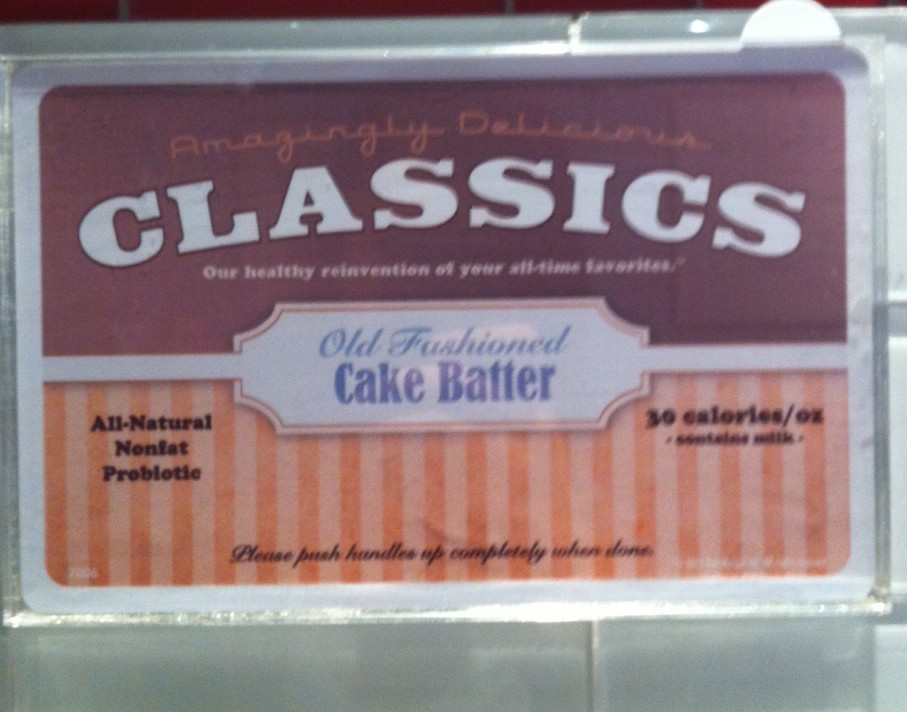 Amazingly Delicious
CLASSICS
Our healthy reinvention of your all-time favorites!
Old Fashioned
Cake Batter
All-Natural
Nonfat
Probiotic
30 calories/oz
- contains milk -
Please push handles up completely when done.